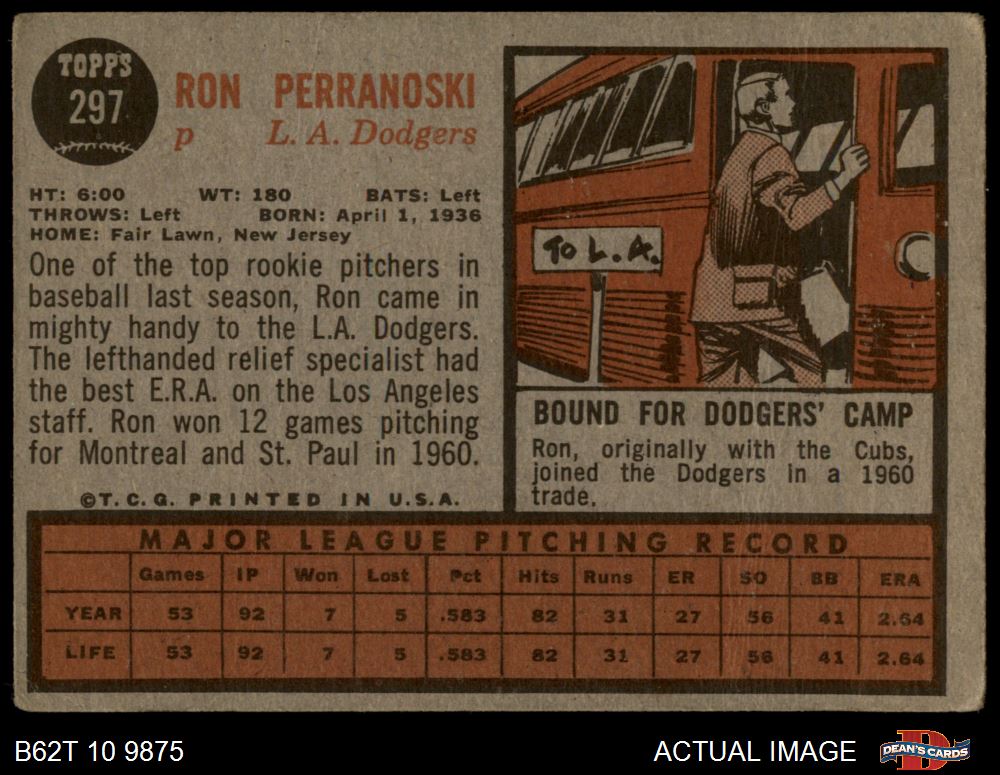 TOPPS
297
RON PERRANOSKI
p L. A. Dodgers
HT: 6:00 WT: 180 BATS: Left
THROWS: Left BORN: April 1, 1936
HOME: Fair Lawn, New Jersey
One of the top rookie pitchers in
baseball last season, Ron came in
mighty handy to the L.A. Dodgers.
The lefthanded relief specialist had
the best E.R.A. on the Los Angeles
staff. Ron won 12 games pitching
for Montreal and St. Paul in 1960.
©T.C.G. PRINTED IN U.S.A.
TO L.A.
BOUND FOR DODGERS' CAMP
Ron, originally with the Cubs,
joined the Dodgers in a 1960
trade.
MAJOR LEAGUE PITCHING RECORD
Games IP Won Lost Pct Hits Runs ER SO BB ERA
YEAR 53 92 7 5 .583 82 31 27 56 41 2.64
LIFE 53 92 7 5 .583 82 31 27 56 41 2.64
B62T 10 9875 ACTUAL IMAGE DEAN'S CARDS